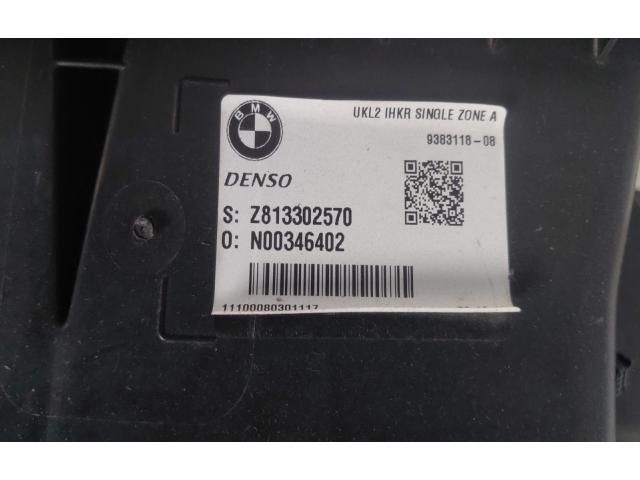 BMW
UKL2 IHKR SINGLE ZONE A
9383118-08
DENSO
S: Z813302570
O: N00346402
11100080301117